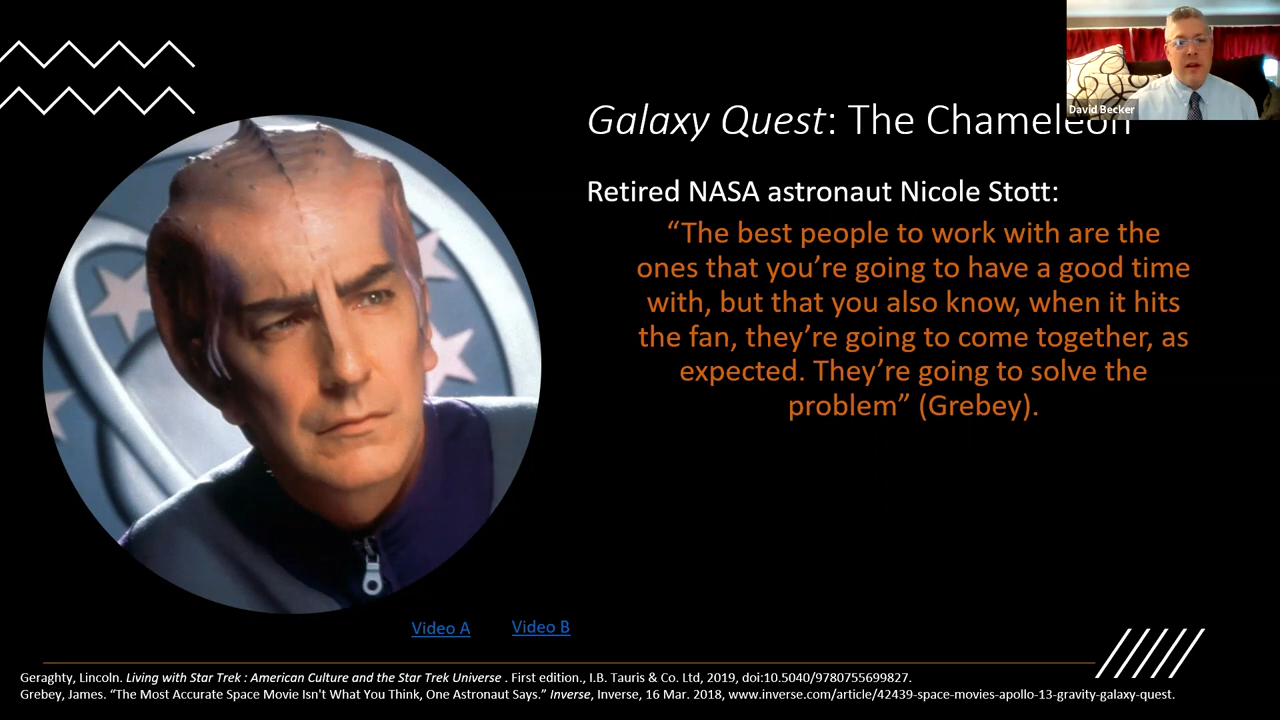 David Becker
Galaxy Quest: The Chameleon
Retired NASA astronaut Nicole Stott:
“The best people to work with are the
ones that you’re going to have a good time
with, but that you also know, when it hits
the fan, they’re going to come together, as
expected. They’re going to solve the
problem” (Grebey).
Video A
Video B
Geraghty, Lincoln. Living with Star Trek : American Culture and the Star Trek Universe . First edition., I.B. Tauris & Co. Ltd, 2019, doi:10.5040/9780755699827.
Grebey, James. “The Most Accurate Space Movie Isn't What You Think, One Astronaut Says.” Inverse, Inverse, 16 Mar. 2018, www.inverse.com/article/42439-space-movies-apollo-13-gravity-galaxy-quest.